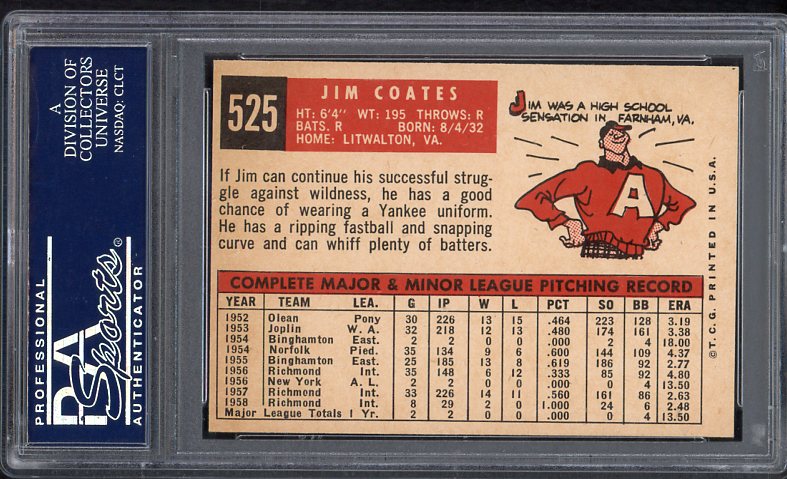 A
DIVISION OF
COLLECTORS
UNIVERSE
NASDAQ: CLCT
PROFESSIONAL
PSA
Sports®
AUTHENTICATOR
525
JIM COATES
HT: 6'4" WT: 195 THROWS: R
BATS. R BORN: 8/4/32
HOME: LITWALTON, VA.
If Jim can continue his successful strug-
gle against wildness, he has a good
chance of wearing a Yankee uniform.
He has a ripping fastball and snapping
curve and can whiff plenty of batters.
JIM WAS A HIGH SCHOOL
SENSATION IN FARNHAM, VA.
A
COMPLETE MAJOR & MINOR LEAGUE PITCHING RECORD
YEAR TEAM LEA. G IP W L PCT SO BB ERA
1952 Olean Pony 30 226 13 15 .464 223 128 3.19
1953 Joplin W. A. 32 218 12 13 .480 174 161 3.38
1954 Binghamton East. 2 2 0 0 .000 2 4 18.00
1954 Norfolk Pied. 35 134 9 6 .600 144 109 4.37
1955 Binghamton East. 25 185 13 8 .619 186 92 2.77
1956 Richmond Int. 35 148 6 12 .333 85 92 4.80
1956 New York A. L. 2 2 0 0 .000 0 4 13.50
1957 Richmond Int. 33 226 14 11 .560 161 86 2.63
1958 Richmond Int. 8 29 2 0 1.000 24 6 2.48
Major League Totals 1 Yr. 2 2 0 0 .000 0 4 13.50
© T.C.G. PRINTED IN U.S.A.